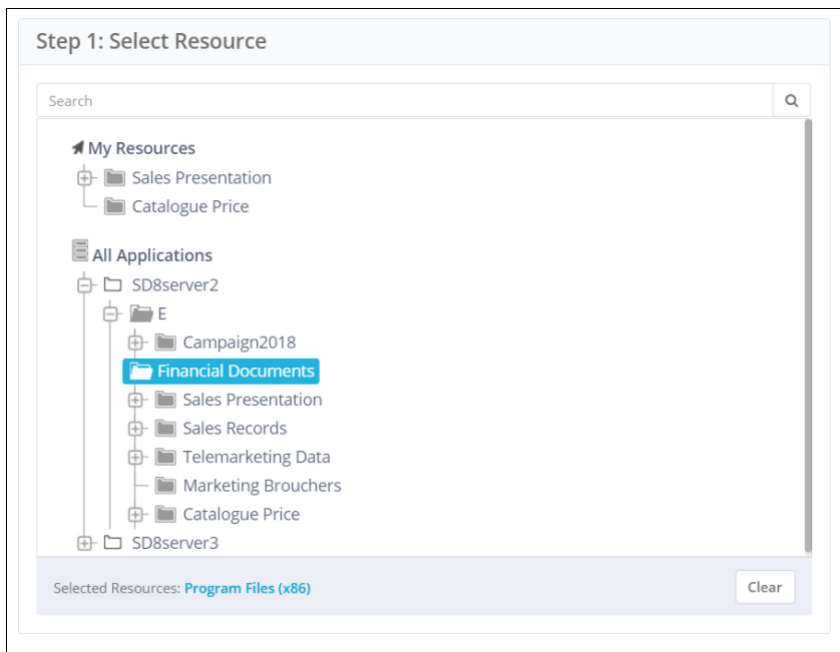 Step 1: Select Resource
Search
My Resources
Sales Presentation
Catalogue Price
All Applications
SD8server2
E
Campaign2018
Financial Documents
Sales Presentation
Sales Records
Telemarketing Data
Marketing Brouchers
Catalogue Price
SD8server3
Selected Resources: Program Files (x86)
Clear